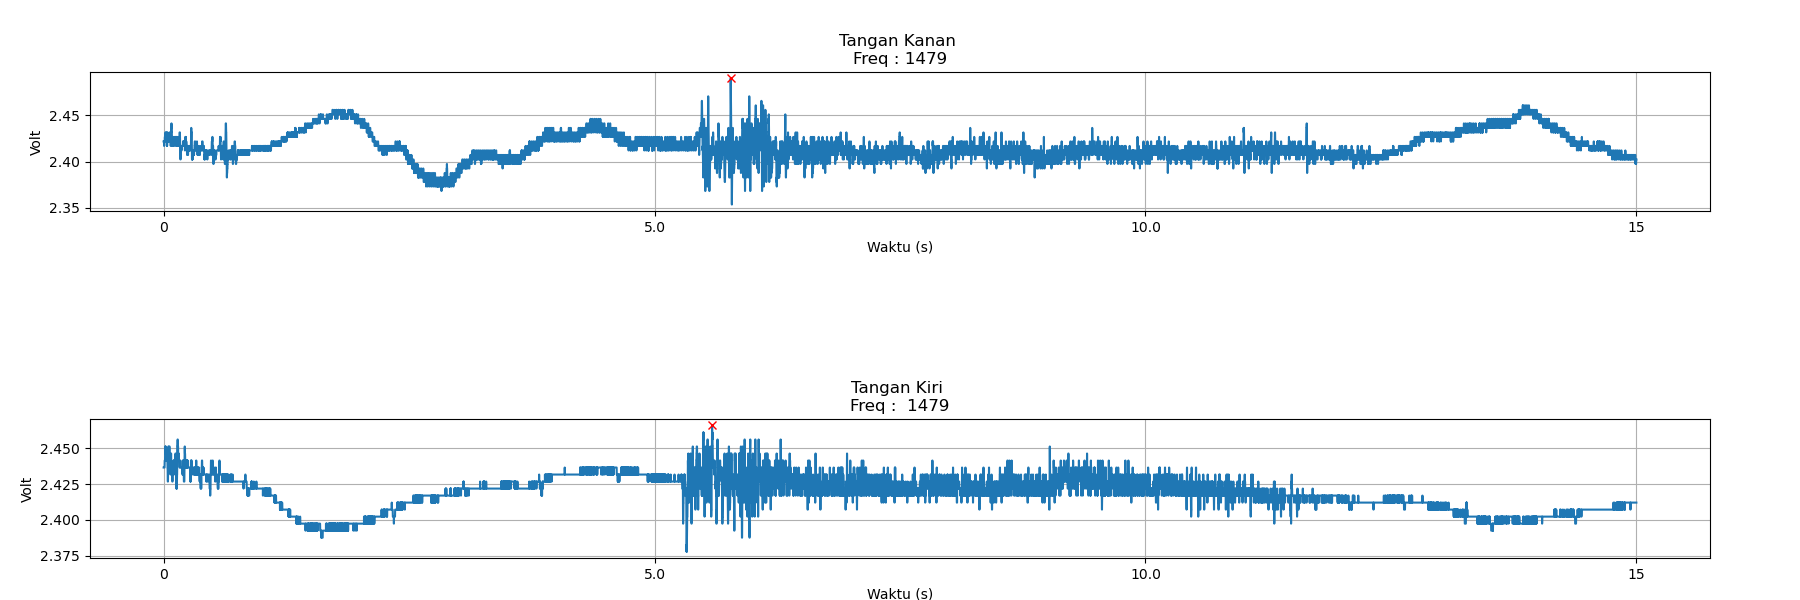 Tangan Kanan
Freq : 1479
Volt
2.45
2.40
2.35
0 5.0 10.0 15
Waktu (s)
Tangan Kiri
Freq :  1479
Volt
2.450
2.425
2.400
2.375
0 5.0 10.0 15
Waktu (s)